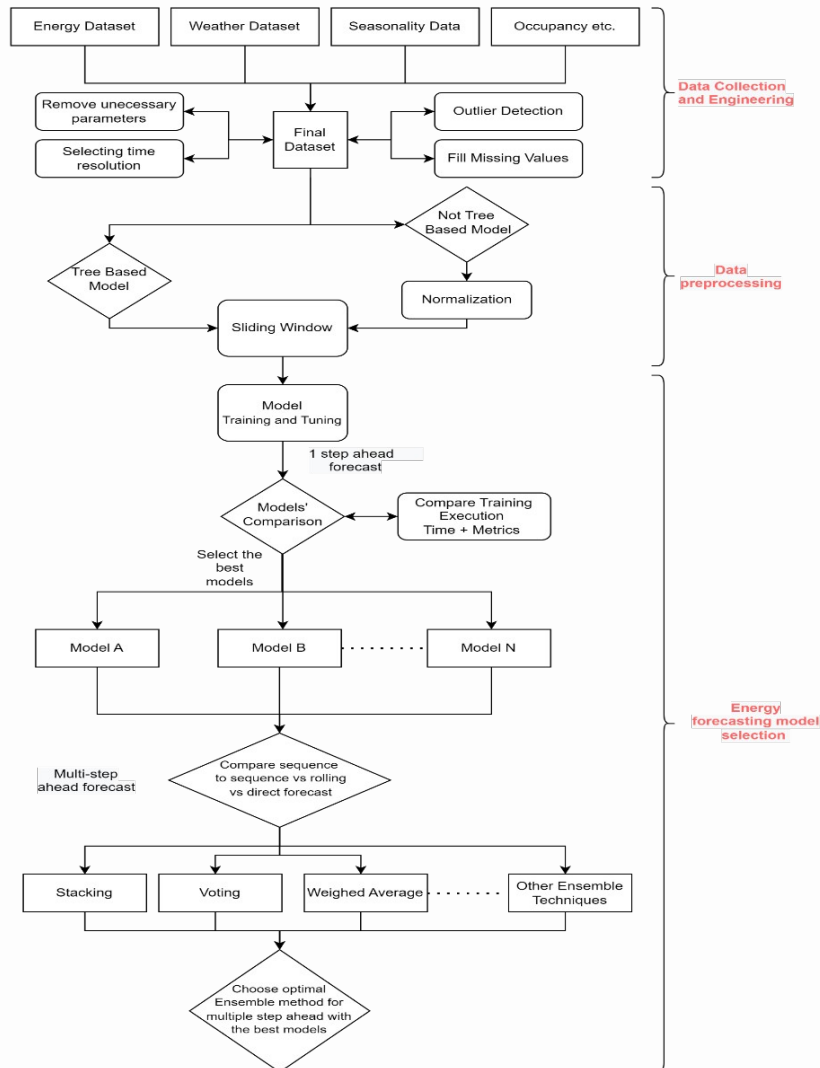 Energy Dataset
Weather Dataset
Seasonality Data
Occupancy etc.
Data Collection
and Engineering
Remove unecessary
parameters
Selecting time
resolution
Final
Dataset
Outlier Detection
Fill Missing Values
Not Tree
Based Model
Tree Based
Model
Normalization
Sliding Window
Data
preprocessing
Model
Training and Tuning
1 step ahead
forecast
Models'
Comparison
Compare Training
Execution
Time + Metrics
Select the
best
models
Model A
Model B
Model N
Energy
forecasting model
selection
Multi-step
ahead forecast
Compare sequence
to sequence vs rolling
vs direct forecast
Stacking
Voting
Weighed Average
Other Ensemble
Techniques
Choose optimal
Ensemble method for
multiple step ahead with
the best models